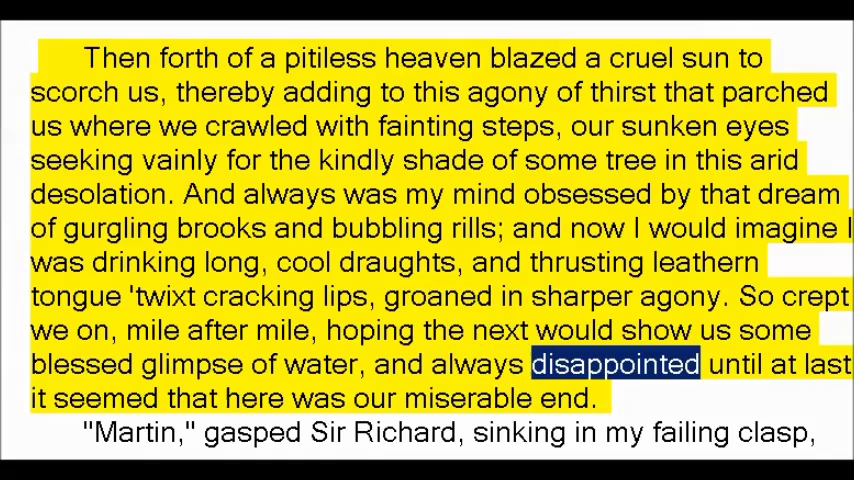 Then forth of a pitiless heaven blazed a cruel sun to
scorch us, thereby adding to this agony of thirst that parched
us where we crawled with fainting steps, our sunken eyes
seeking vainly for the kindly shade of some tree in this arid
desolation. And always was my mind obsessed by that dream
of gurgling brooks and bubbling rills; and now I would imagine I
was drinking long, cool draughts, and thrusting leathern
tongue 'twixt cracking lips, groaned in sharper agony. So crept
we on, mile after mile, hoping the next would show us some
blessed glimpse of water, and always disappointed until at last
it seemed that here was our miserable end.
"Martin," gasped Sir Richard, sinking in my failing clasp,